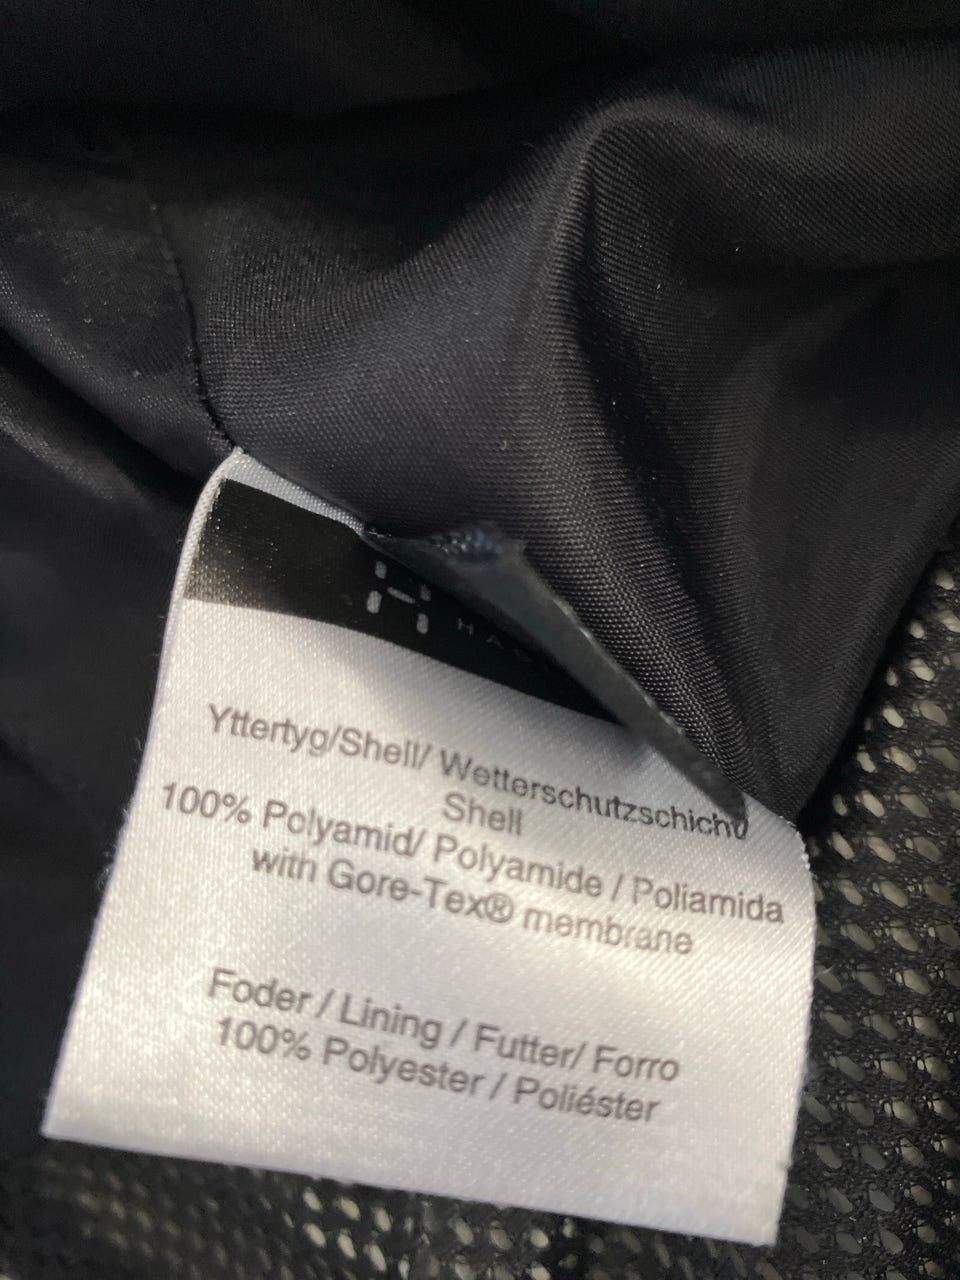 H
HAG
Yttertyg/Shell/ Wetterschutzschicht/
Shell
100% Polyamid/ Polyamide / Poliamida
with Gore-Tex® membrane
Foder / Lining / Futter/ Forro
100% Polyester / Poliéster